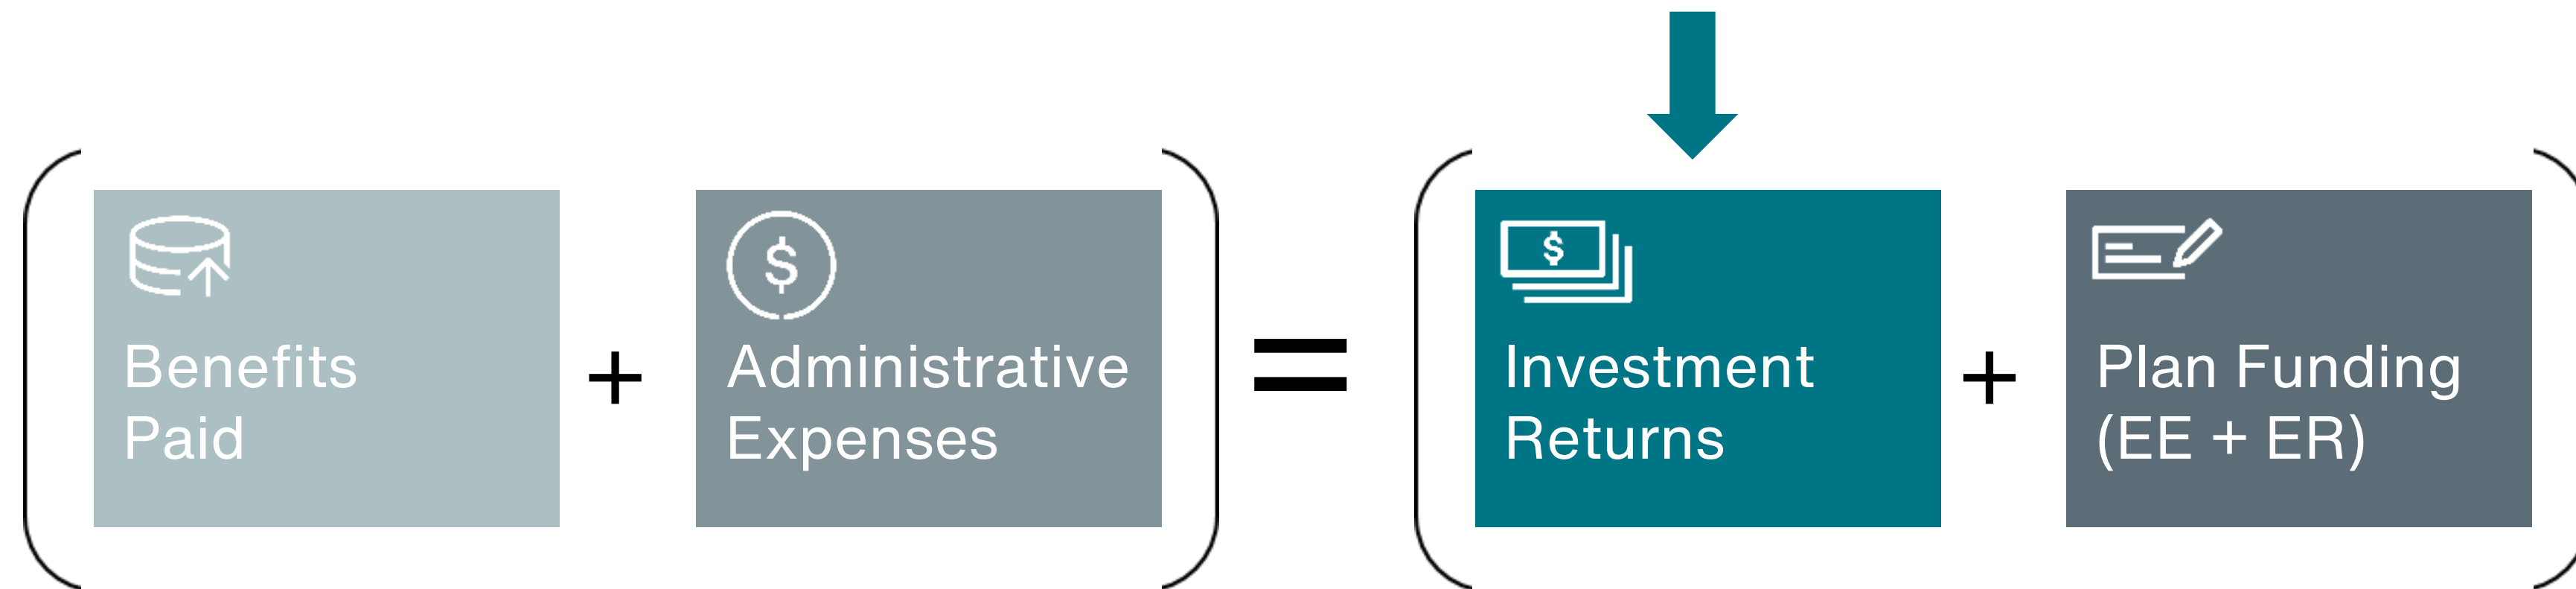 Benefits
Paid
+
Administrative
Expenses
=
$
Investment
Returns
+
Plan Funding
(EE + ER)